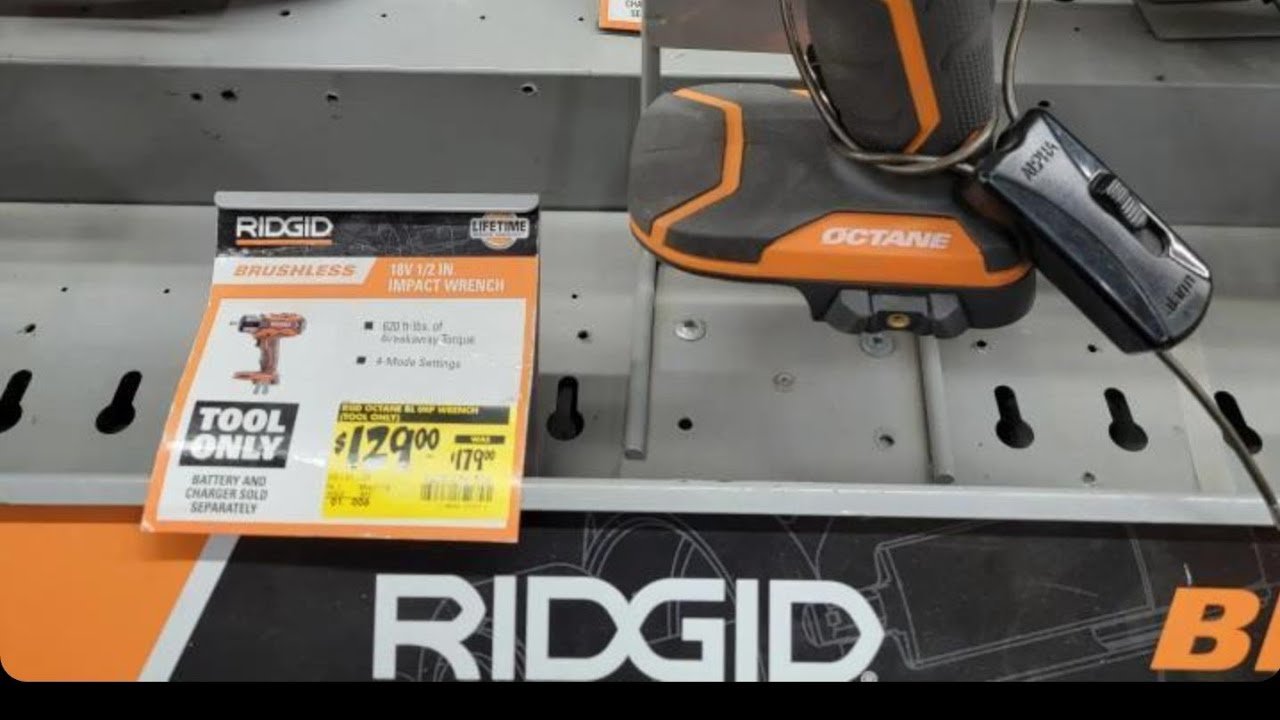 RIDGID
LIFETIME
BRUSHLESS
18V 1/2 IN
IMPACT WRENCH
620 ft-lbs. of
Breakaway Torque
4-Mode Settings
TOOL
ONLY
BATTERY AND
CHARGER SOLD
SEPARATELY
RGD OCTANE BL IMP WRENCH
(TOOL ONLY)
$129.00
WAS
$179.00
OCTANE
ALPHA
RIDGID